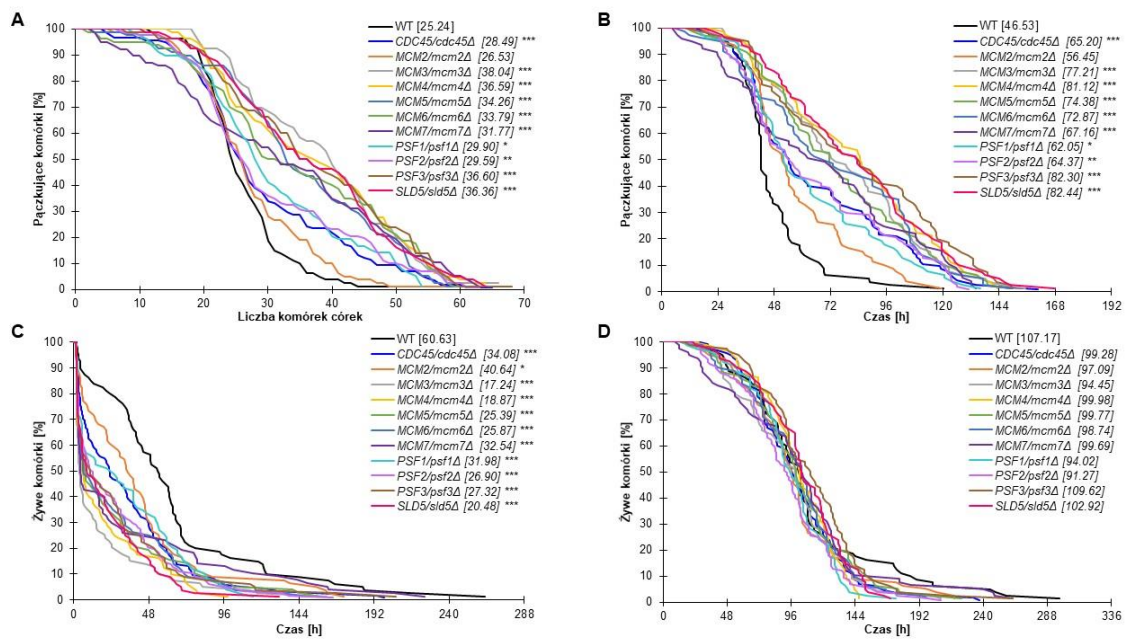 A
WT [25.24]
CDC45/cdc45Δ [28.49] ***
MCM2/mcm2Δ [26.53]
MCM3/mcm3Δ [38.04] ***
MCM4/mcm4Δ [36.59] ***
MCM5/mcm5Δ [34.26] ***
MCM6/mcm6Δ [33.79] ***
MCM7/mcm7Δ [31.77] ***
PSF1/psf1Δ [29.90] *
PSF2/psf2Δ [29.59] **
PSF3/psf3Δ [36.60] ***
SLD5/sld5Δ [36.36] ***
Pączkujące komórki [%]
100
90
80
70
60
50
40
30
20
10
0
0 10 20 30 40 50 60 70
Liczba komórek córek
B
WT [46.53]
CDC45/cdc45Δ [65.20] ***
MCM2/mcm2Δ [56.45]
MCM3/mcm3Δ [77.21] ***
MCM4/mcm4Δ [81.12] ***
MCM5/mcm5Δ [74.38] ***
MCM6/mcm6Δ [72.87] ***
MCM7/mcm7Δ [67.16] ***
PSF1/psf1Δ [62.05] *
PSF2/psf2Δ [64.37] **
PSF3/psf3Δ [82.30] ***
SLD5/sld5Δ [82.44] ***
Pączkujące komórki [%]
100
90
80
70
60
50
40
30
20
10
0
0 24 48 72 96 120 144 168 192
Czas [h]
C
WT [60.63]
CDC45/cdc45Δ [34.08] ***
MCM2/mcm2Δ [40.64] *
MCM3/mcm3Δ [17.24] ***
MCM4/mcm4Δ [18.87] ***
MCM5/mcm5Δ [25.39] ***
MCM6/mcm6Δ [25.87] ***
MCM7/mcm7Δ [32.54] ***
PSF1/psf1Δ [31.98] ***
PSF2/psf2Δ [26.90] ***
PSF3/psf3Δ [27.32] ***
SLD5/sld5Δ [20.48] ***
Żywe komórki [%]
100
90
80
70
60
50
40
30
20
10
0
0 48 96 144 192 240 288
Czas [h]
D
WT [107.17]
CDC45/cdc45Δ [99.28]
MCM2/mcm2Δ [97.09]
MCM3/mcm3Δ [94.45]
MCM4/mcm4Δ [99.98]
MCM5/mcm5Δ [99.77]
MCM6/mcm6Δ [98.74]
MCM7/mcm7Δ [99.69]
PSF1/psf1Δ [94.02]
PSF2/psf2Δ [91.27]
PSF3/psf3Δ [109.62]
SLD5/sld5Δ [102.92]
Żywe komórki [%]
100
90
80
70
60
50
40
30
20
10
0
0 48 96 144 192 240 288 336
Czas [h]